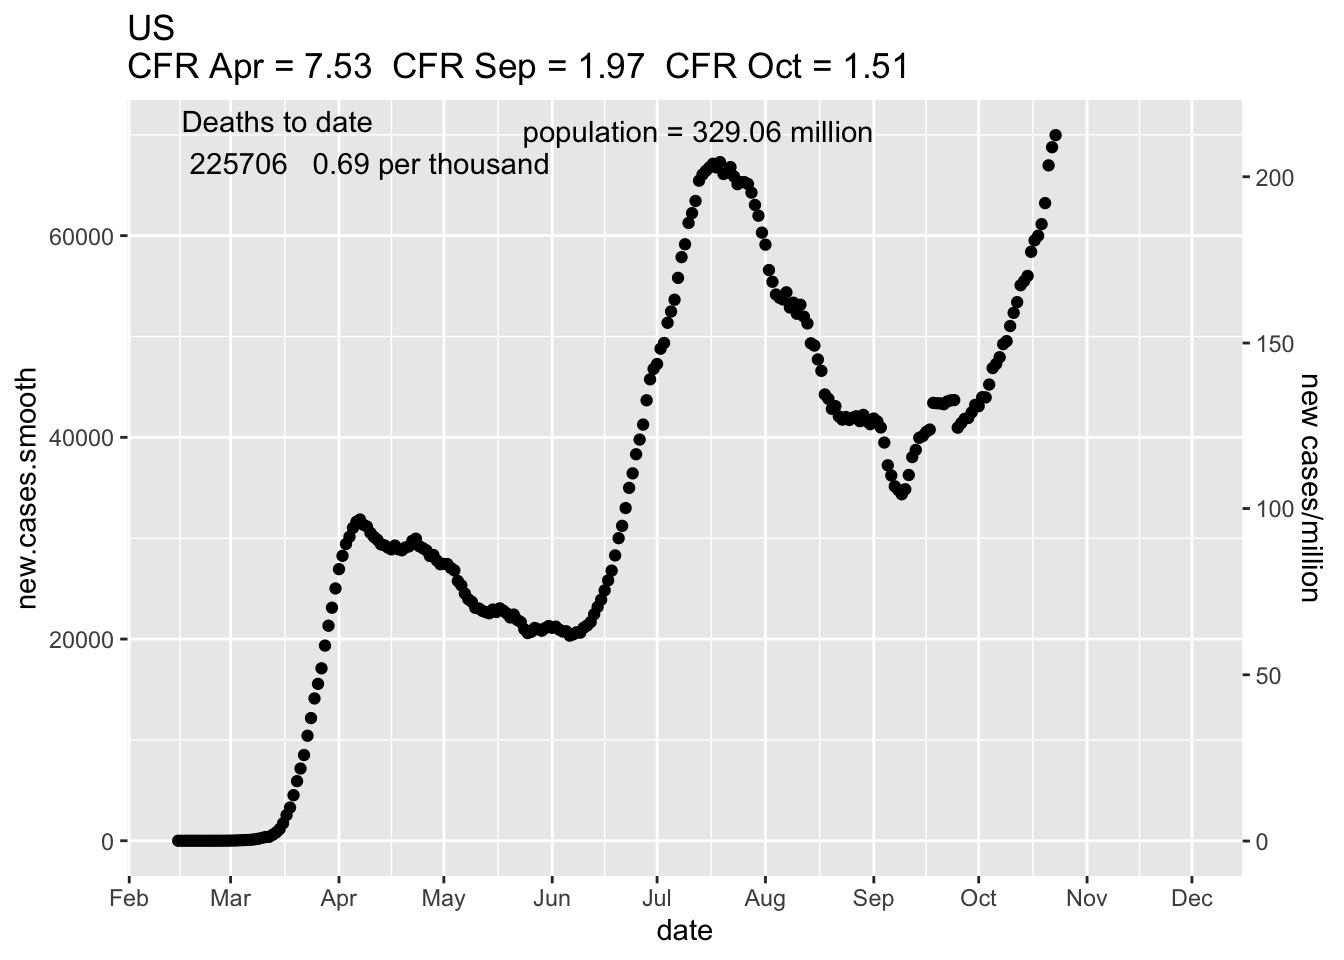 US
CFR Apr = 7.53  CFR Sep = 1.97  CFR Oct = 1.51
Deaths to date
population = 329.06 million
225706   0.69 per thousand
new.cases.smooth
60000
40000
20000
0
200
150
100
50
0
new cases/million
Feb Mar Apr May Jun Jul Aug Sep Oct Nov Dec
date